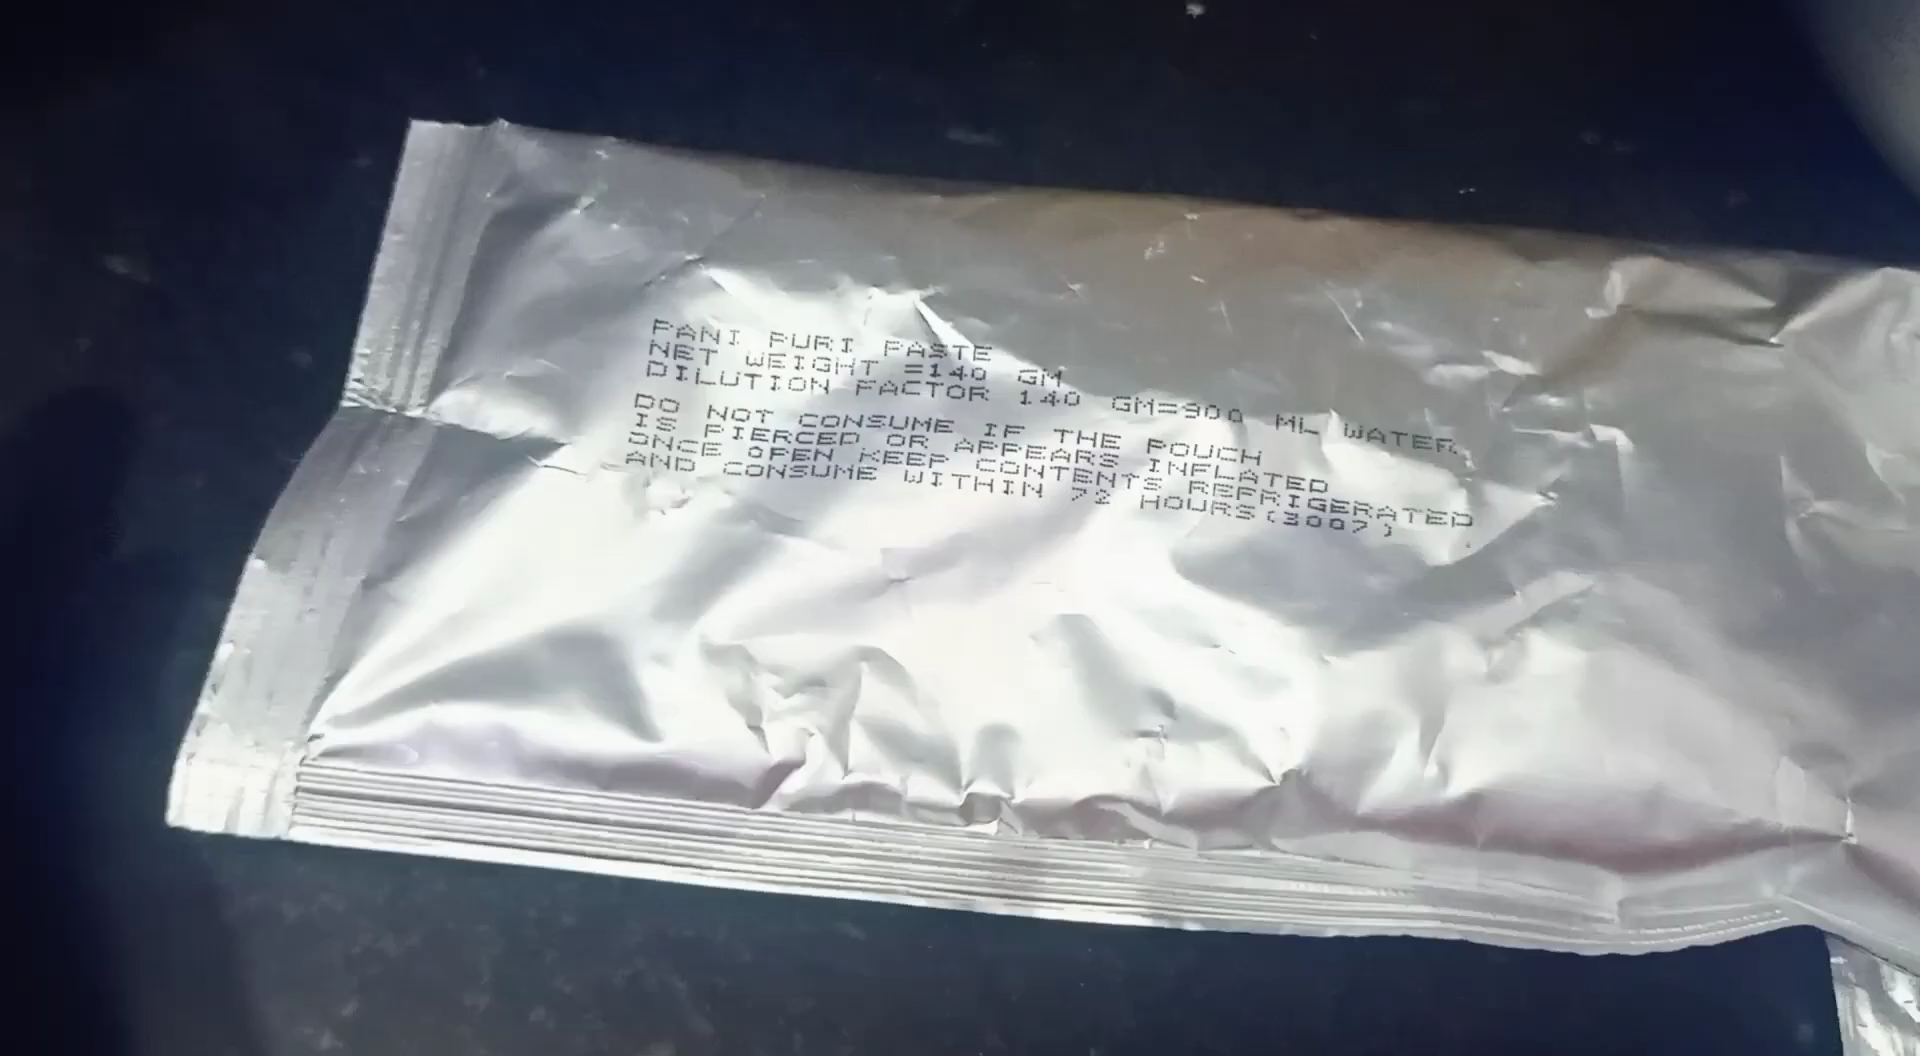 PANI PURI PASTE
NET WEIGHT =140 GM
DILUTION FACTOR 140 GM=900 ML WATER.
DO NOT CONSUME IF THE POUCH
IS PIERCED OR APPEARS INFLATED
ONCE OPEN KEEP CONTENTS REFRIGERATED
AND CONSUME WITHIN 72 HOURS(3007)